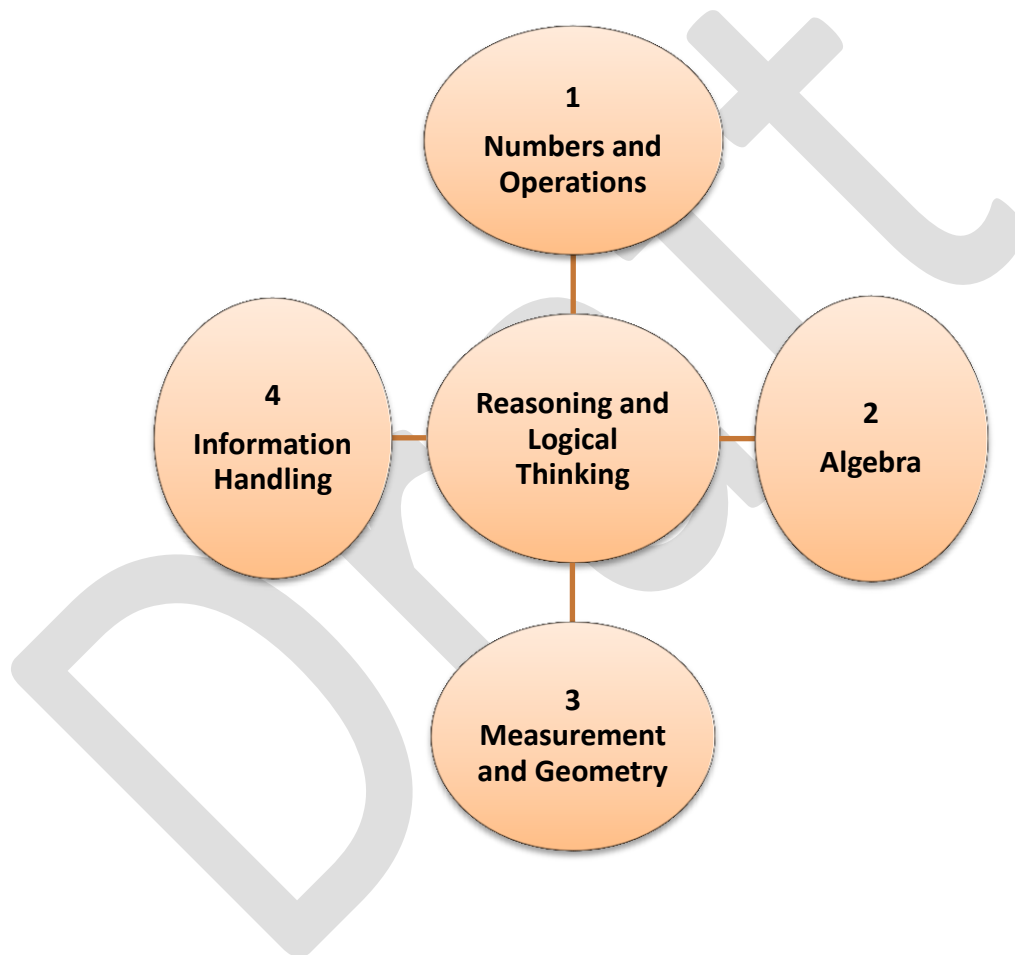 1
Numbers and
Operations
4
Information
Handling
Reasoning and
Logical
Thinking
2
Algebra
3
Measurement
and Geometry
Draft